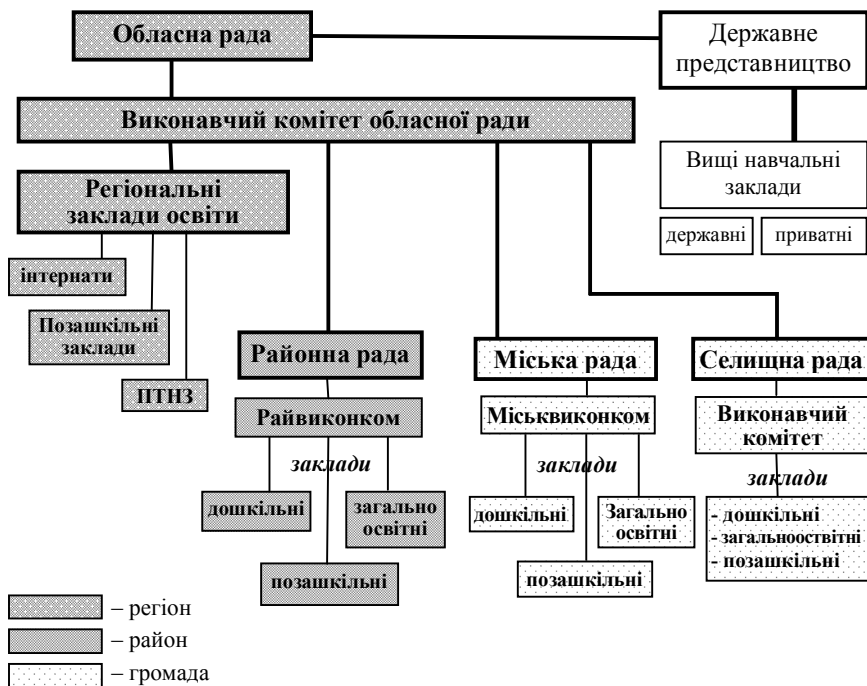 Обласна рада
Державне
представництво
Виконавчий комітет обласної ради
Вищі навчальні
заклади
державні
приватні
Регіональні
заклади освіти
інтернати
Позашкільні
заклади
ПТНЗ
Районна рада
Райвиконком
заклади
дошкільні
загально
освітні
позашкільні
Міська рада
Міськвиконком
заклади
дошкільні
Загально
освітні
позашкільні
Селищна рада
Виконавчий
комітет
заклади
- дошкільні
- загальнооствітні
- позашкільні
– регіон
– район
– громада